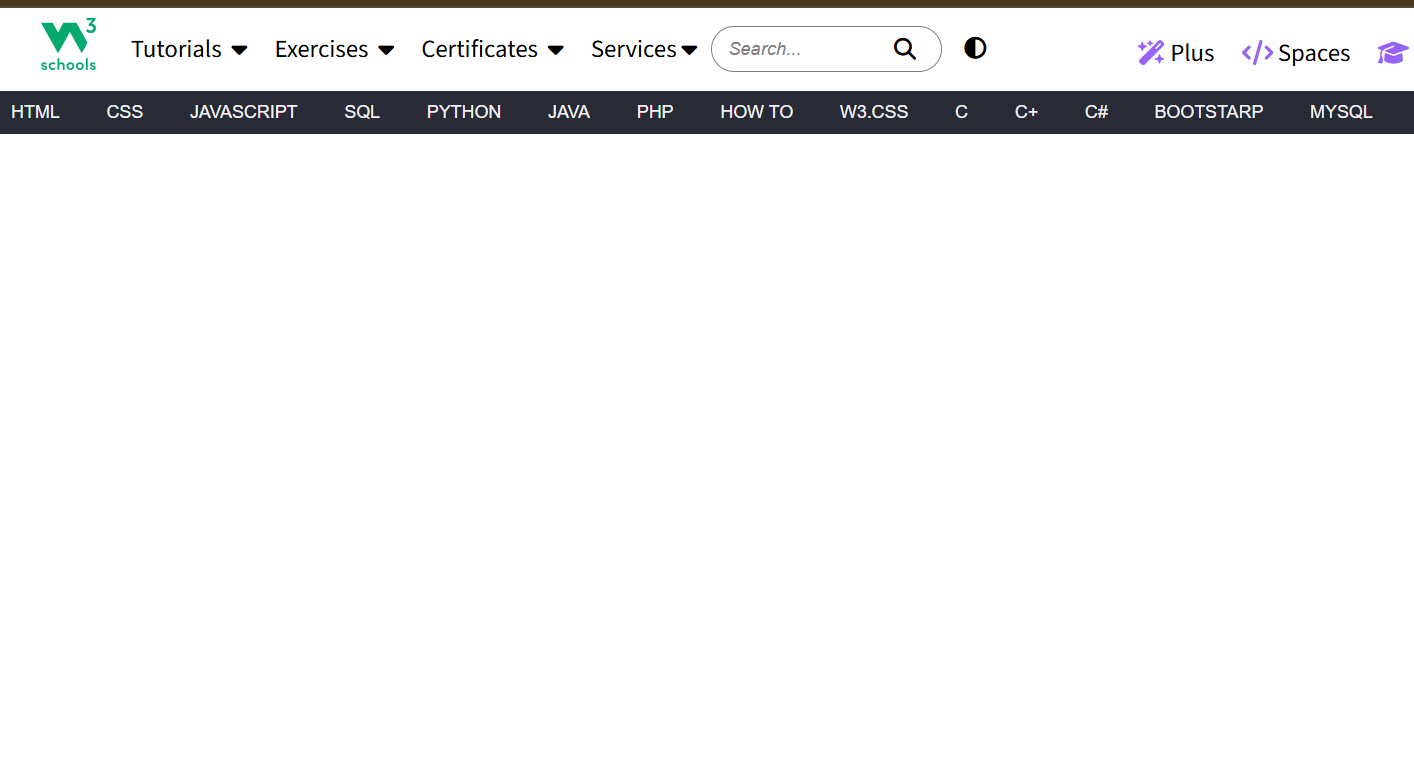 W3 schools Tutorials Exercises Certificates Services Search... Plus </> Spaces
HTML CSS JAVASCRIPT SQL PYTHON JAVA PHP HOW TO W3.CSS C C+ C# BOOTSTARP MYSQL